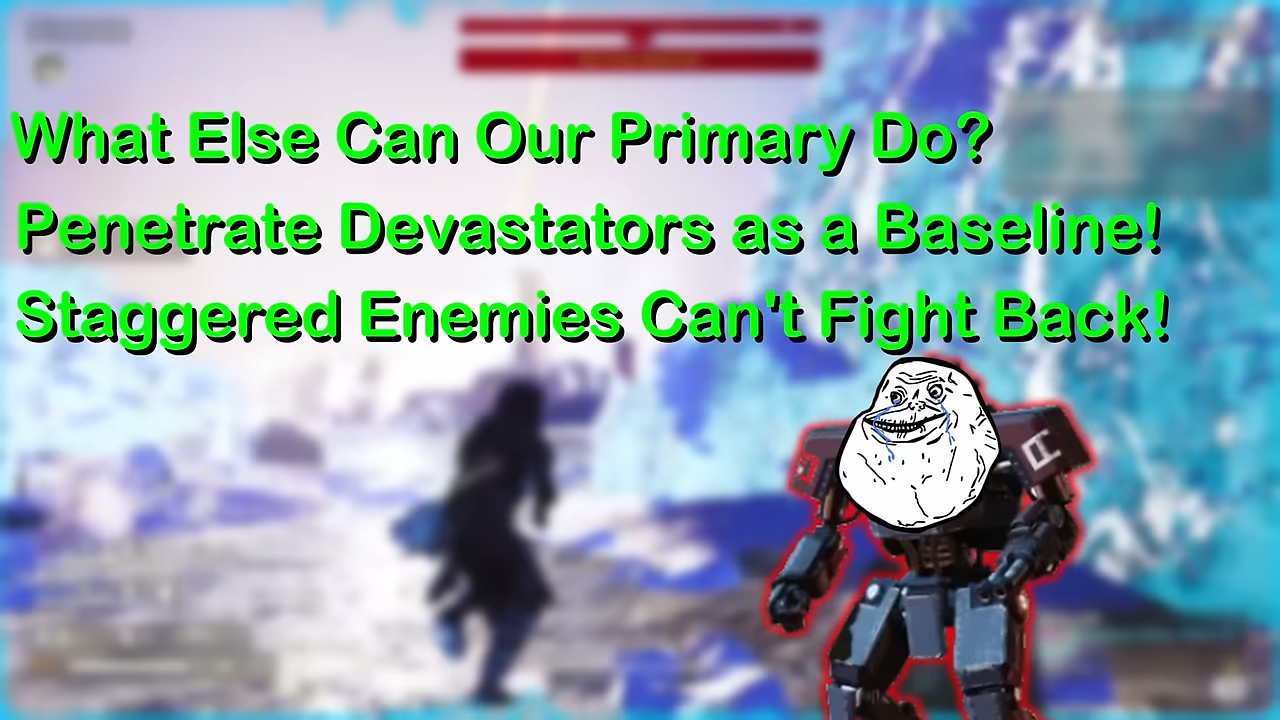 What Else Can Our Primary Do?
Penetrate Devastators as a Baseline!
Staggered Enemies Can't Fight Back!